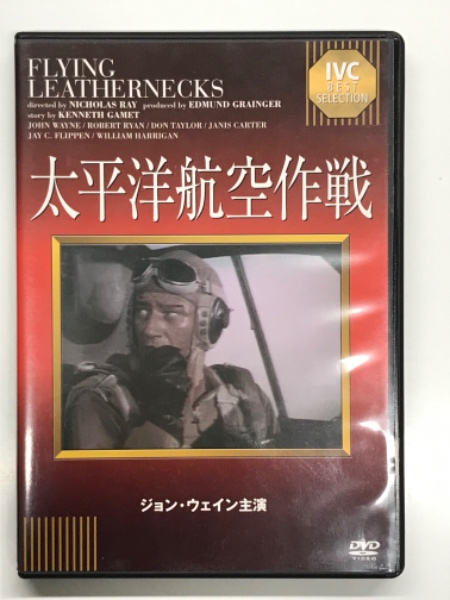 FLYING
LEATHERNECKS
directed by NICHOLAS RAY produced by EDMUND GRAINGER
story by KENNETH GAMET
JOHN WAYNE / ROBERT RYAN / DON TAYLOR / JANIS CARTER
JAY C. FLIPPEN / WILLIAM HARRIGAN
IVC
BEST
SELECTION
太平洋航空作戦
ジョン・ウェイン主演
DVD
VIDEO